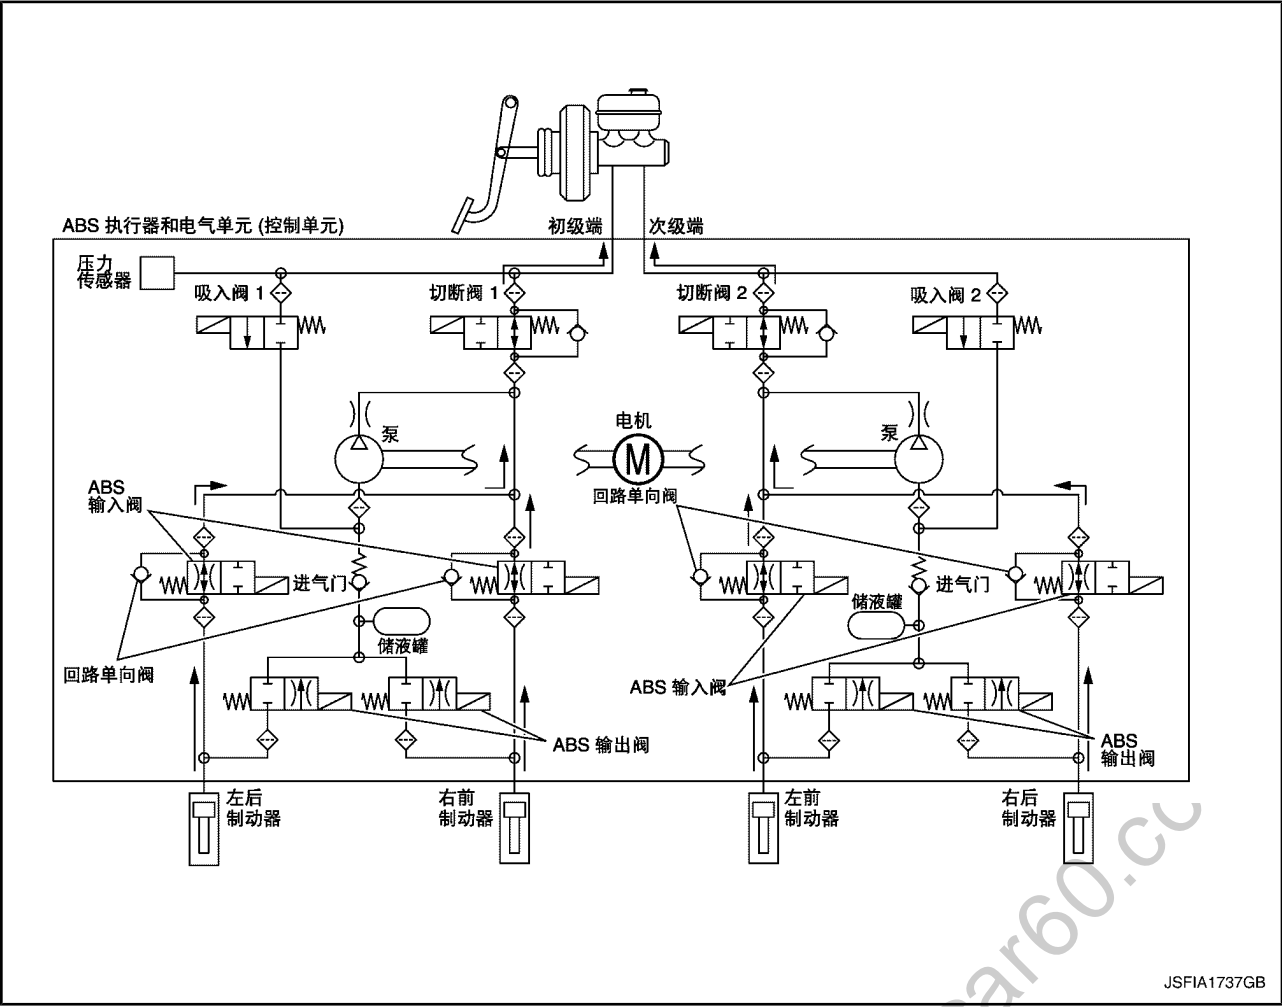 ABS 执行器和电气单元 (控制单元)
初级端
次级端
压力
传感器
吸入阀 1
切断阀 1
切断阀 2
吸入阀 2
泵
电机
M
泵
回路单向阀
ABS
输入阀
进气门
储液罐
进气门
储液罐
回路单向阀
ABS 输入阀
ABS 输出阀
ABS
输出阀
左后
制动器
右前
制动器
左前
制动器
右后
制动器
car60.co
JSFIA1737GB